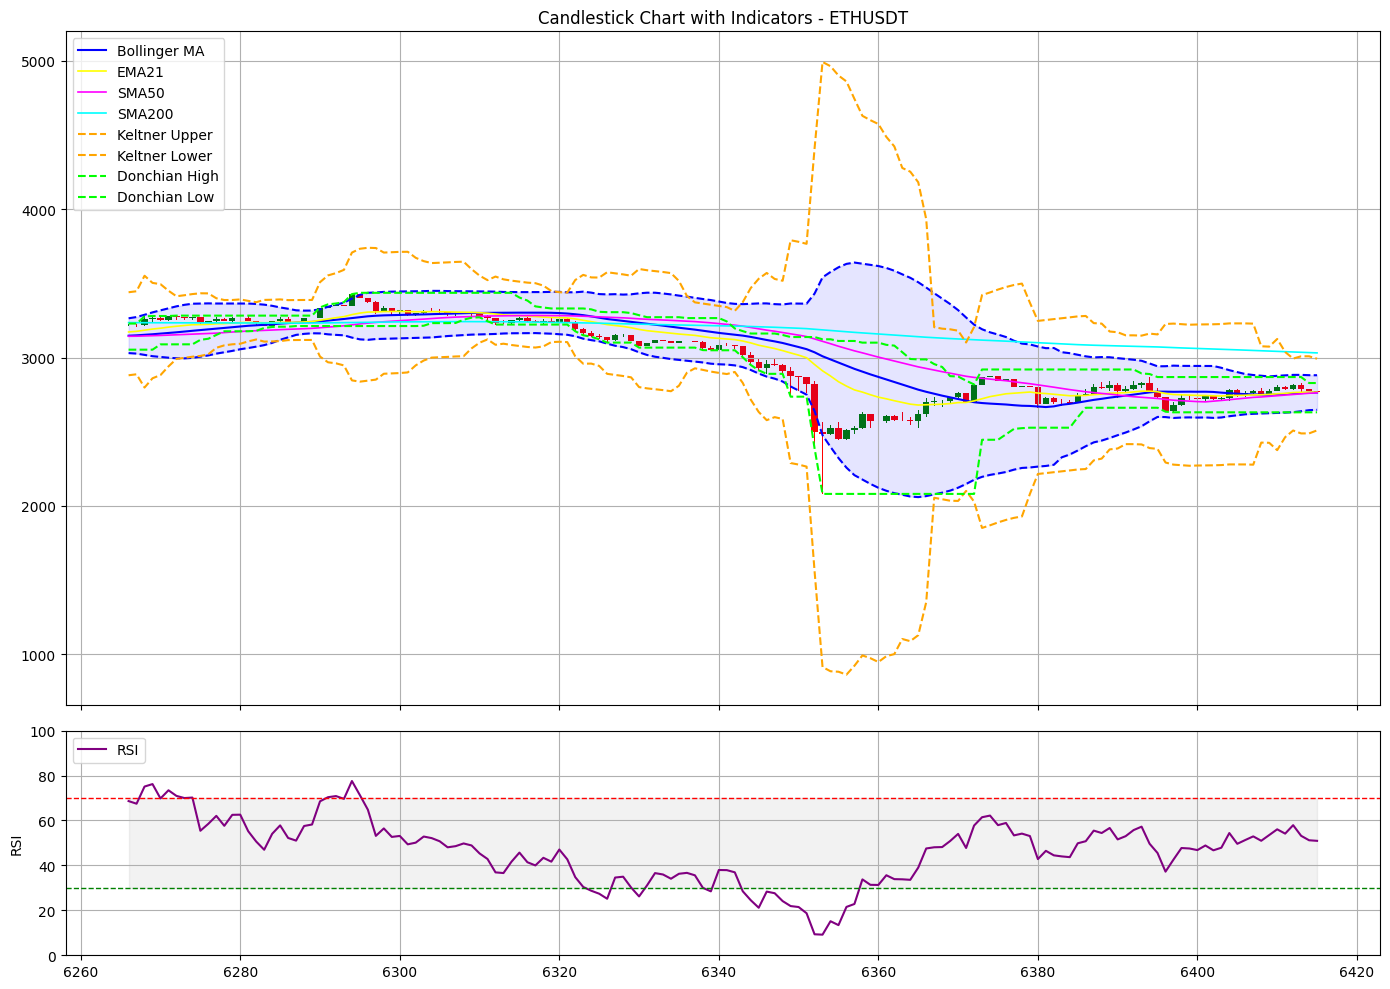 Candlestick Chart with Indicators - ETHUSDT
Bollinger MA
EMA21
SMA50
SMA200
Keltner Upper
Keltner Lower
Donchian High
Donchian Low
5000
4000
3000
2000
1000
RSI
100
80
60
40
20
0
RSI
6260
6280
6300
6320
6340
6360
6380
6400
6420